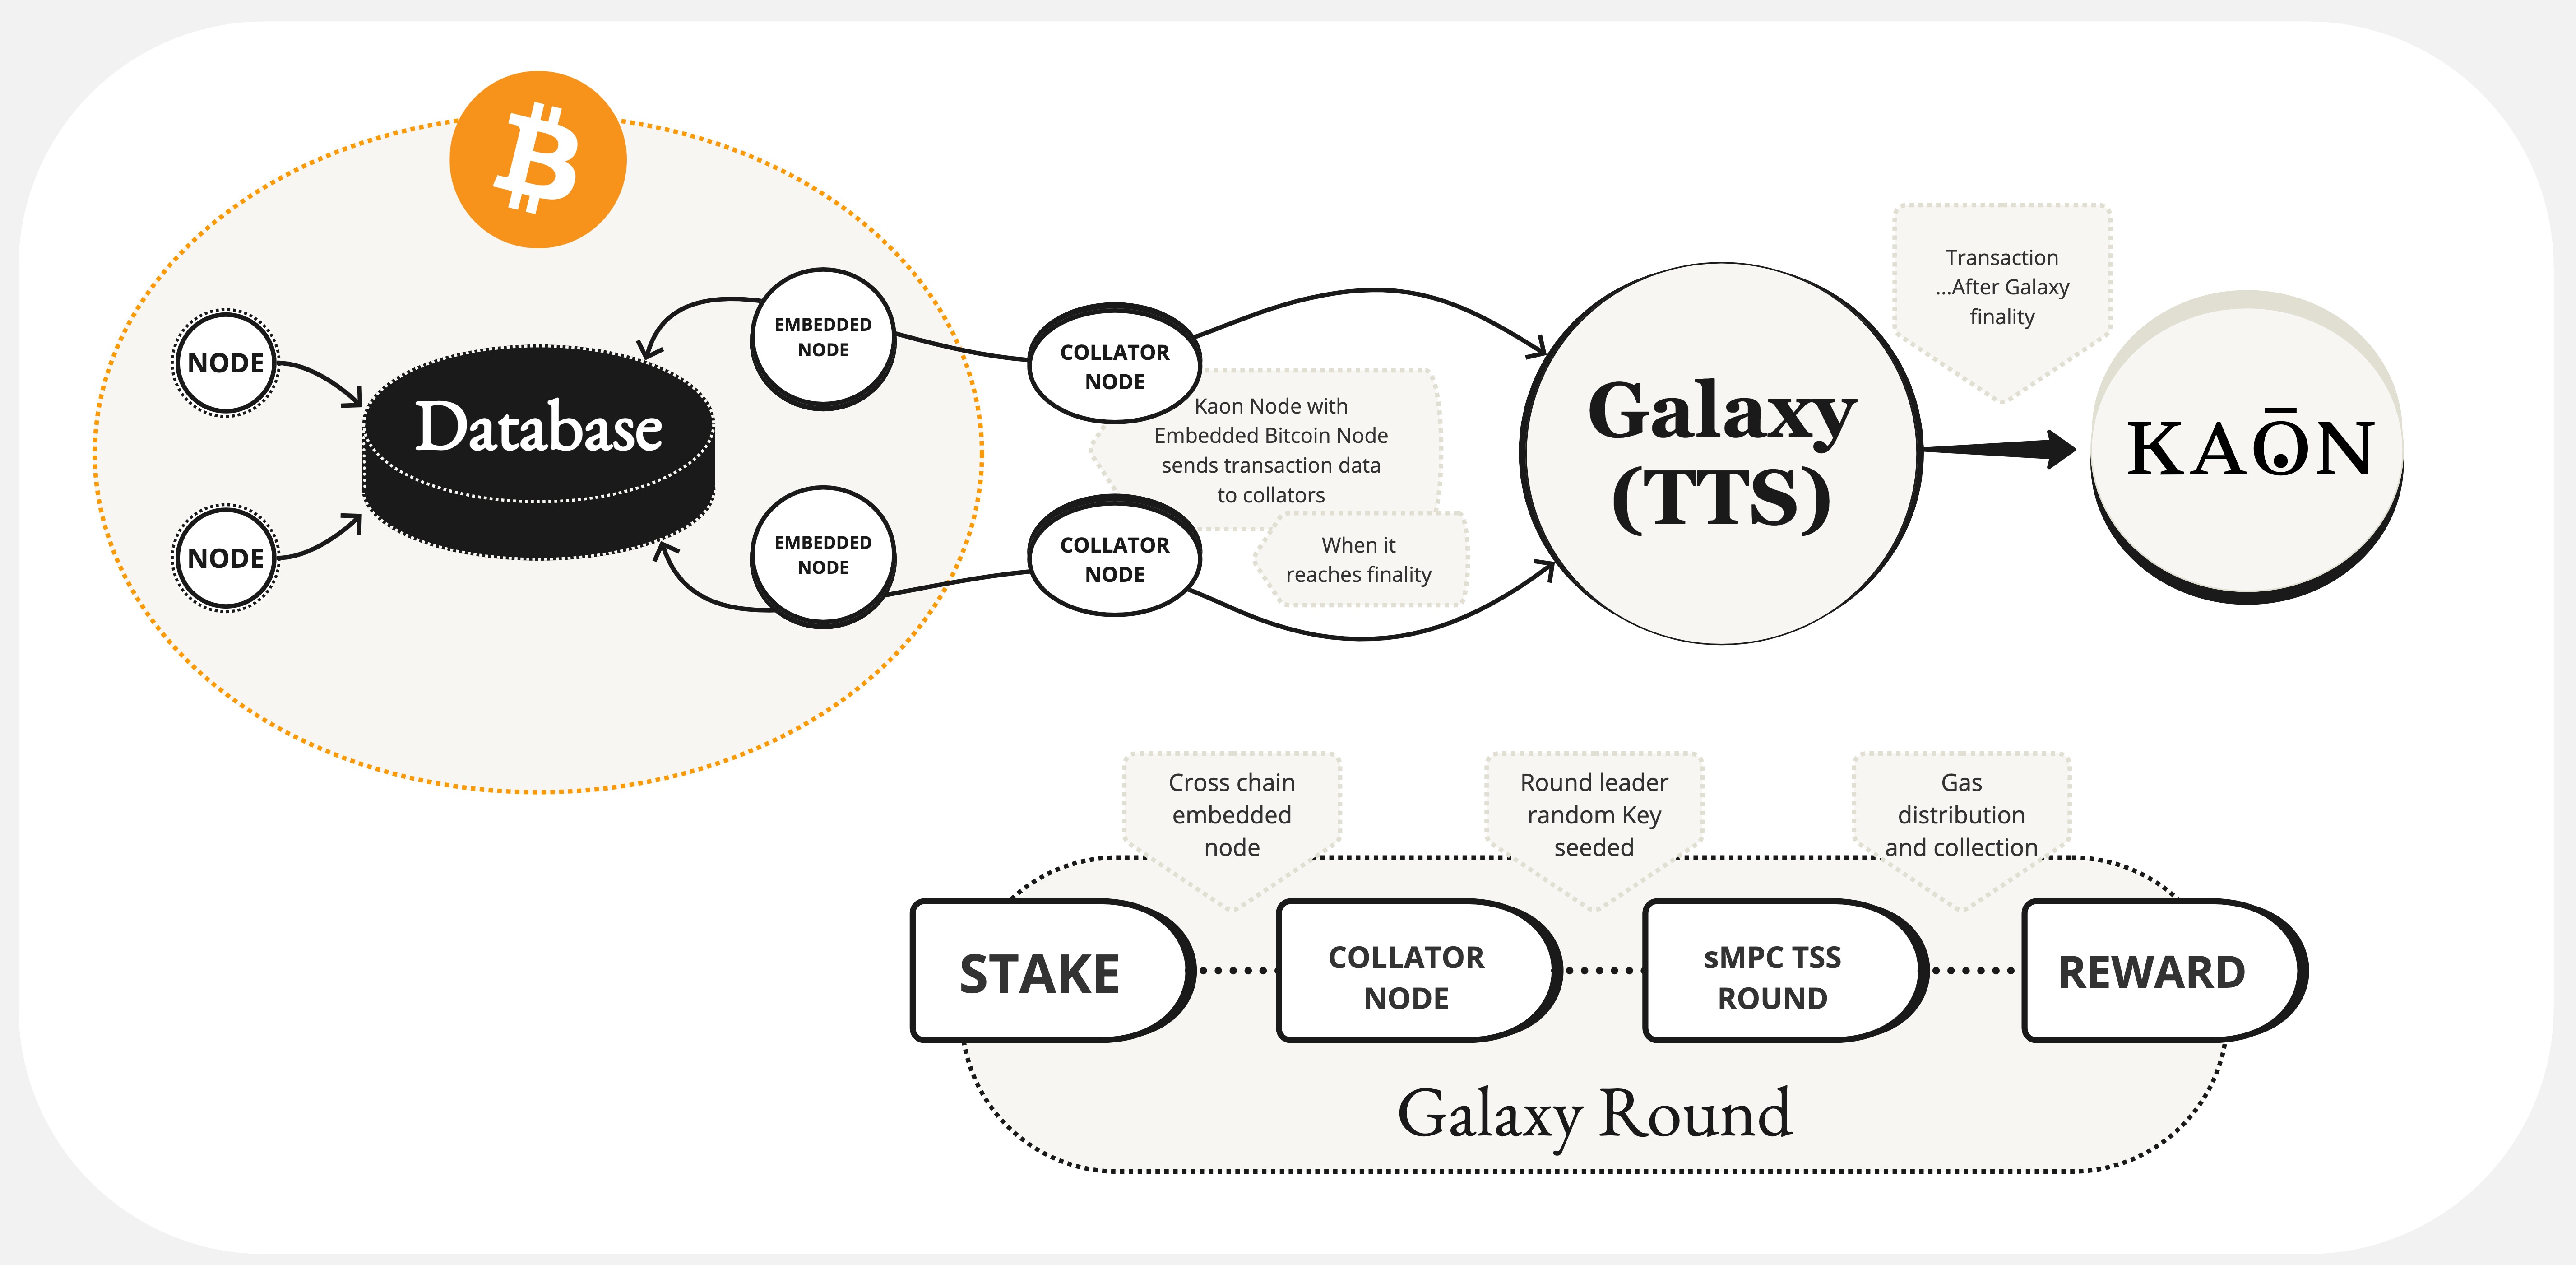 NODE
NODE
Database
EMBEDDED
NODE
EMBEDDED
NODE
COLLATOR
NODE
Kaon Node with
Embedded Bitcoin Node
sends transaction data
to collators
COLLATOR
NODE
When it
reaches finality
Galaxy
(TTS)
Transaction
...After Galaxy
finality
KAŌN
Cross chain
embedded
node
Round leader
random Key
seeded
Gas
distribution
and collection
STAKE
COLLATOR
NODE
sMPC TSS
ROUND
REWARD
Galaxy Round